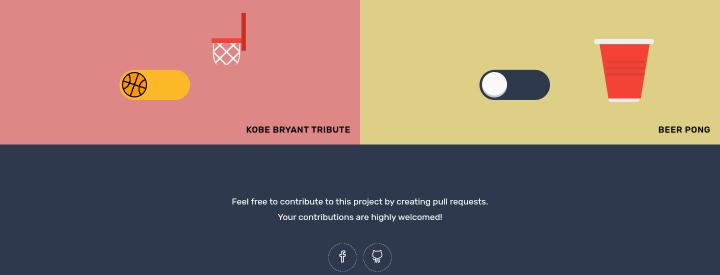 KOBE BRYANT TRIBUTE
BEER PONG
Feel free to contribute to this project by creating pull requests.
Your contributions are highly welcomed!